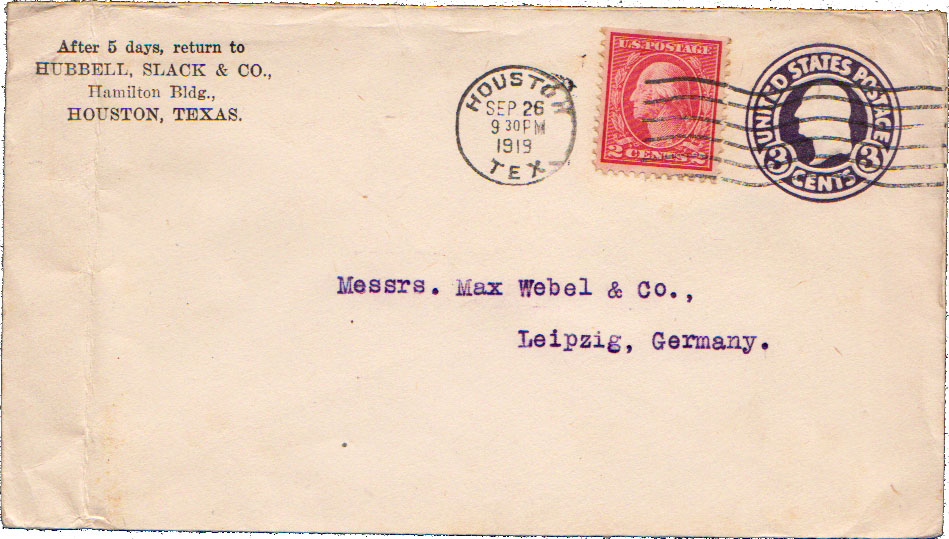 After 5 days, return to
HUBBELL, SLACK & CO.,
Hamilton Bldg.,
HOUSTON, TEXAS.
HOUSTON
SEP 26
9 30 PM
1919
TEX
U.S. POSTAGE
2 CENTS 2
UNITED STATES POSTAGE
3 CENTS 3
Messrs. Max Webel & Co.,
Leipzig, Germany.